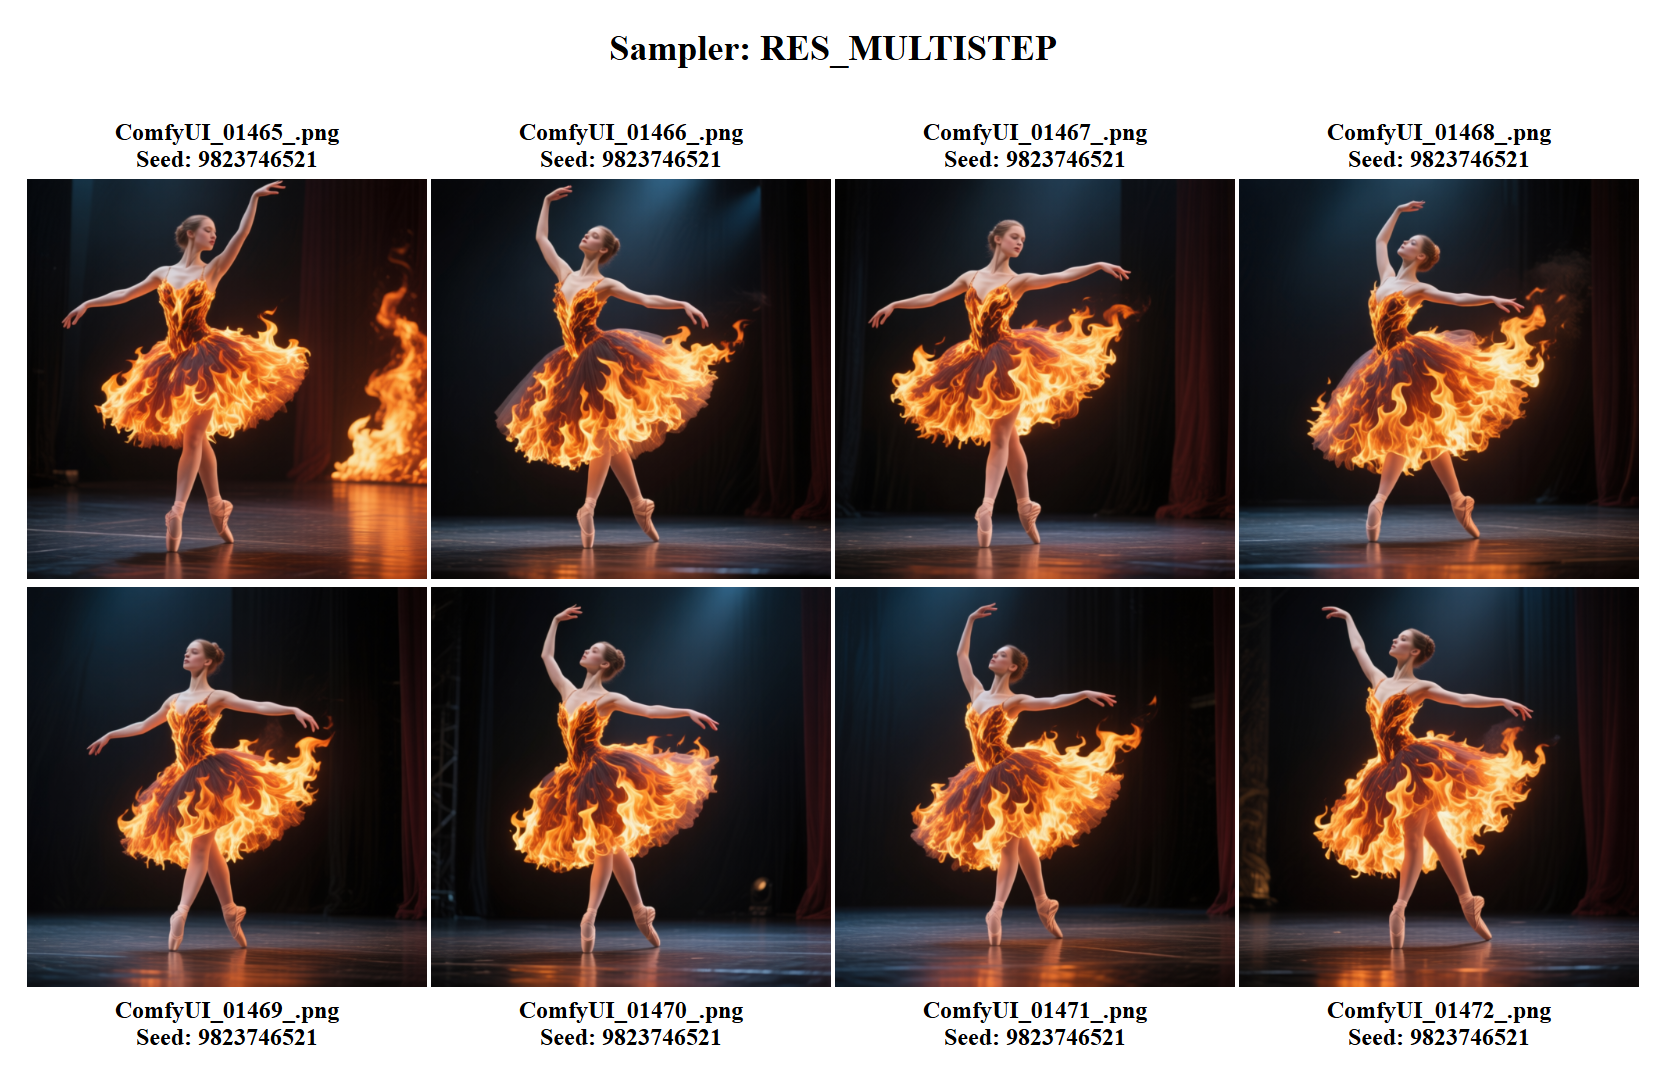 Sampler: RES_MULTISTEP
ComfyUI_01465_.png
Seed: 9823746521
ComfyUI_01466_.png
Seed: 9823746521
ComfyUI_01467_.png
Seed: 9823746521
ComfyUI_01468_.png
Seed: 9823746521
ComfyUI_01469_.png
Seed: 9823746521
ComfyUI_01470_.png
Seed: 9823746521
ComfyUI_01471_.png
Seed: 9823746521
ComfyUI_01472_.png
Seed: 9823746521